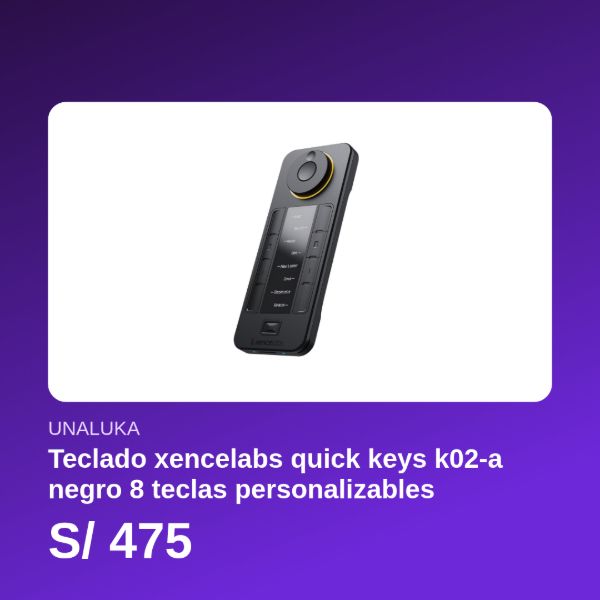 UNALUKA
Teclado xencelabs quick keys k02-a
negro 8 teclas personalizables
S/ 475